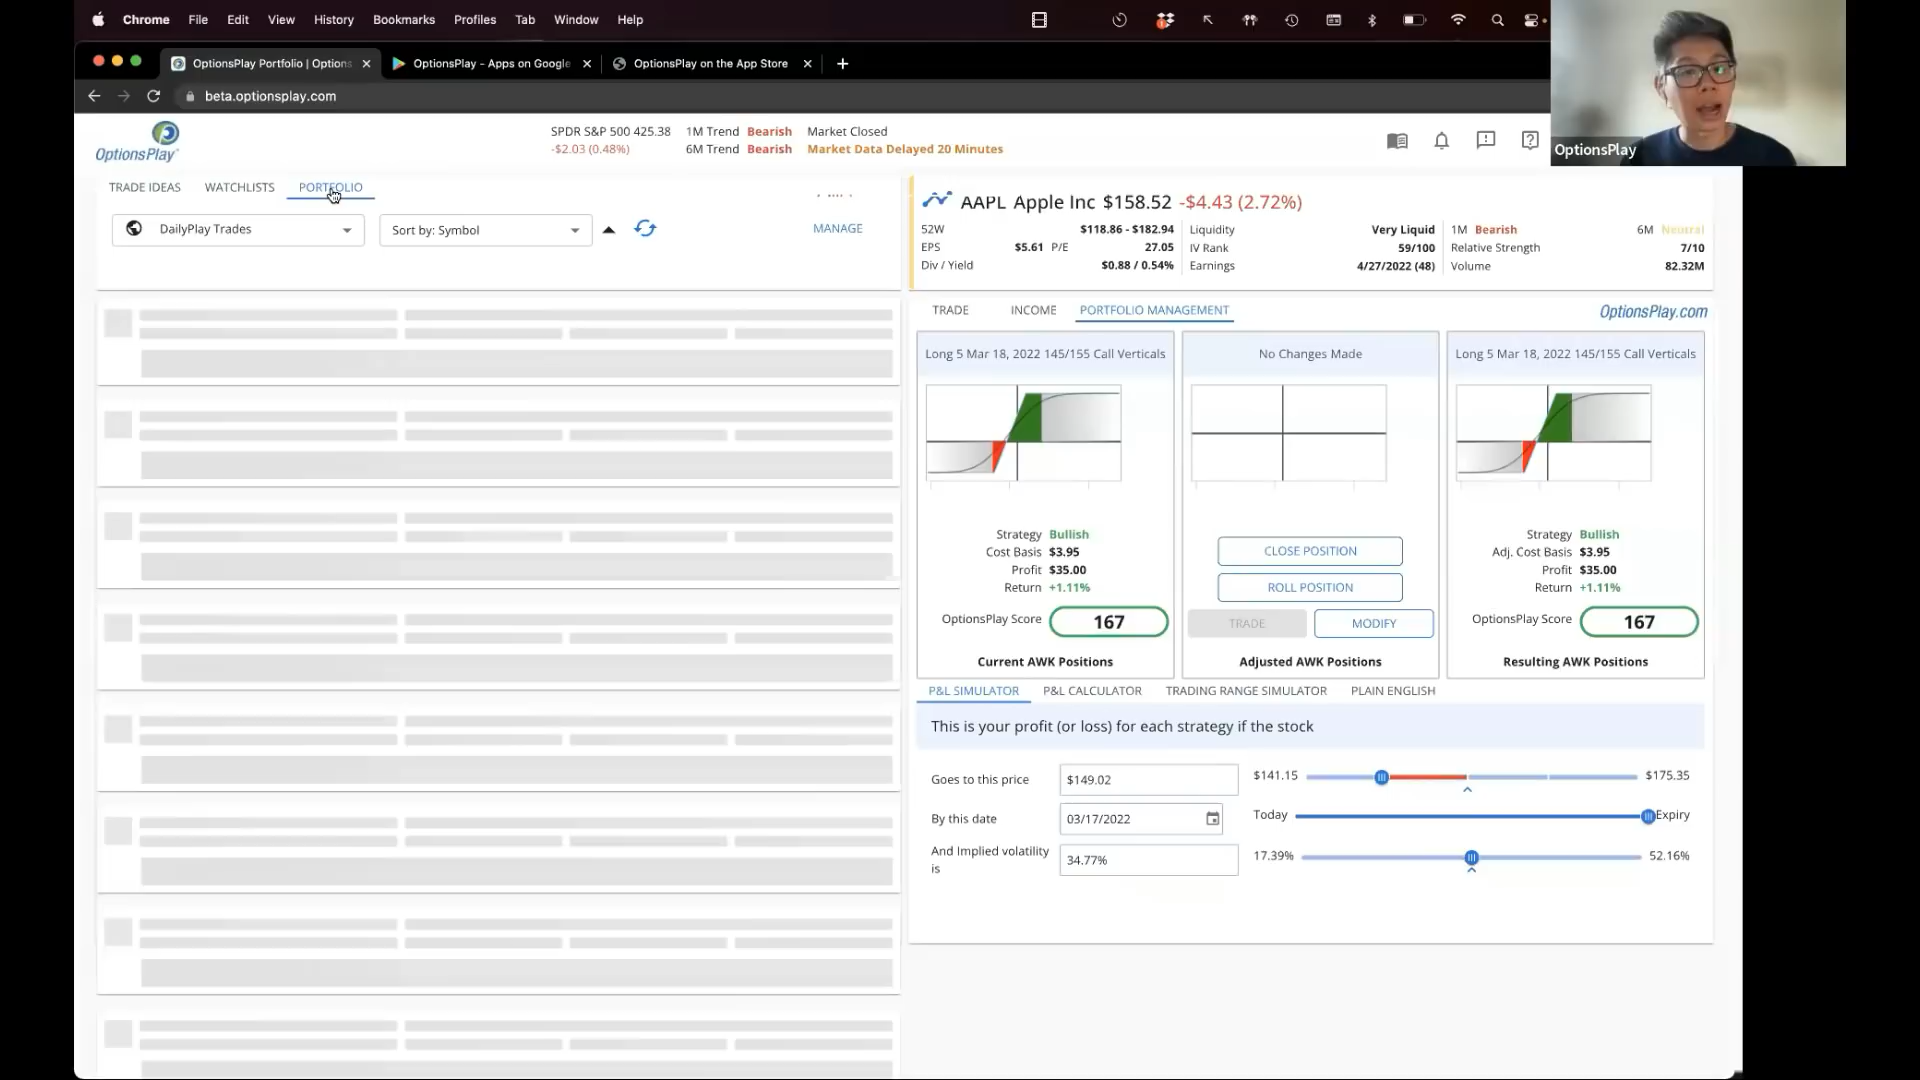 Chrome File Edit View History Bookmarks Profiles Tab Window Help
OptionsPlay Portfolio | Options
OptionsPlay - Apps on Google
OptionsPlay on the App Store
beta.optionsplay.com
OptionsPlay
OptionsPlay
SPDR S&P 500 425.38 1M Trend Bearish Market Closed
-$2.03 (0.48%) 6M Trend Bearish Market Data Delayed 20 Minutes
TRADE IDEAS WATCHLISTS PORTFOLIO
DailyPlay Trades Sort by: Symbol MANAGE
AAPL Apple Inc $158.52 -$4.43 (2.72%)
52W $118.86 - $182.94 Liquidity Very Liquid 1M Bearish 6M Neutral
EPS $5.61 P/E 27.05 IV Rank 59/100 Relative Strength 7/10
Div / Yield $0.88 / 0.54% Earnings 4/27/2022 (48) Volume 82.32M
TRADE INCOME PORTFOLIO MANAGEMENT OptionsPlay.com
Long 5 Mar 18, 2022 145/155 Call Verticals
Strategy Bullish
Cost Basis $3.95
Profit $35.00
Return +1.11%
OptionsPlay Score 167
Current AWK Positions
No Changes Made
CLOSE POSITION
ROLL POSITION
TRADE MODIFY
Adjusted AWK Positions
Long 5 Mar 18, 2022 145/155 Call Verticals
Strategy Bullish
Adj. Cost Basis $3.95
Profit $35.00
Return +1.11%
OptionsPlay Score 167
Resulting AWK Positions
P&L SIMULATOR P&L CALCULATOR TRADING RANGE SIMULATOR PLAIN ENGLISH
This is your profit (or loss) for each strategy if the stock
Goes to this price $149.02 $141.15 $175.35
By this date 03/17/2022 Today Expiry
And Implied volatility
is 34.77% 17.39% 52.16%